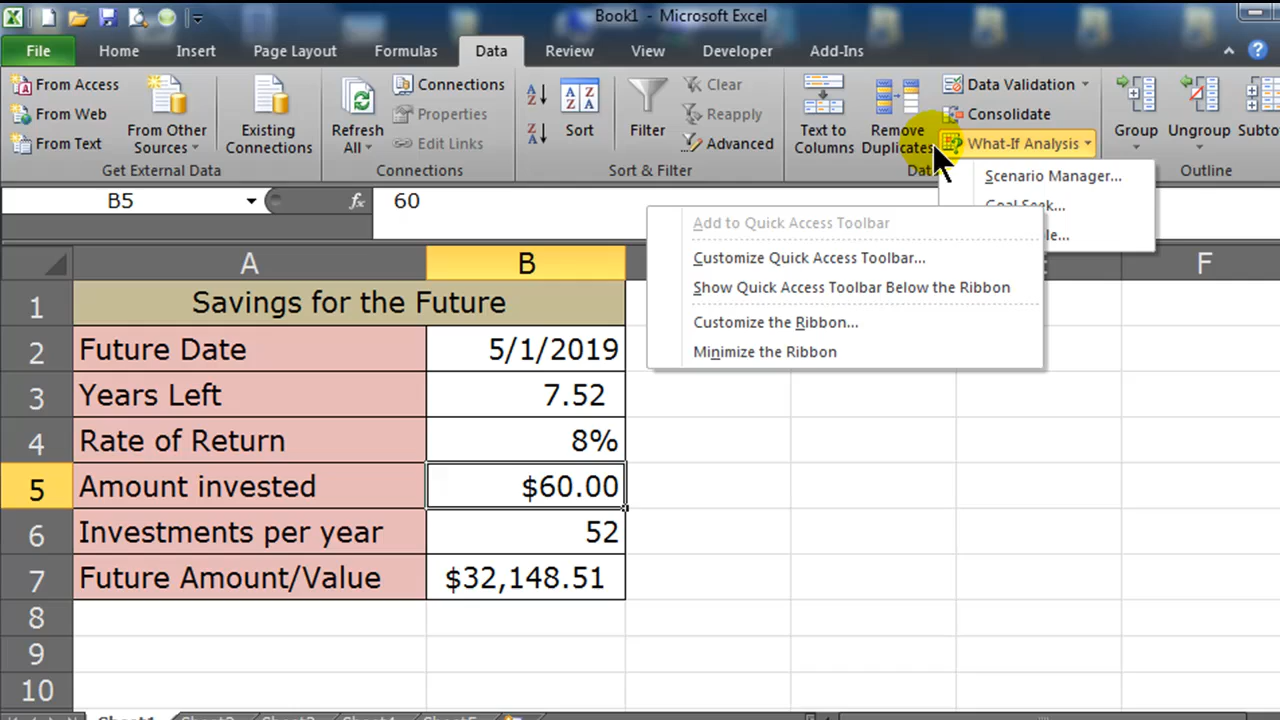 Book1 - Microsoft Excel
File Home Insert Page Layout Formulas Data Review View Developer Add-Ins
From Access
From Web
From Text
From Other Sources
Existing Connections
Get External Data
Refresh All
Connections
Properties
Edit Links
Connections
Sort
Filter
Clear
Reapply
Advanced
Sort & Filter
Text to Columns
Remove Duplicates
Data Validation
Consolidate
What-If Analysis
Group
Ungroup
Outline
Scenario Manager...
Goal Seek...
Add to Quick Access Toolbar
Customize Quick Access Toolbar...
Show Quick Access Toolbar Below the Ribbon
Customize the Ribbon...
Minimize the Ribbon
B5 fx 60
A B F
1 Savings for the Future
2 Future Date 5/1/2019
3 Years Left 7.52
4 Rate of Return 8%
5 Amount invested $60.00
6 Investments per year 52
7 Future Amount/Value $32,148.51
8
9
10
Sheet1